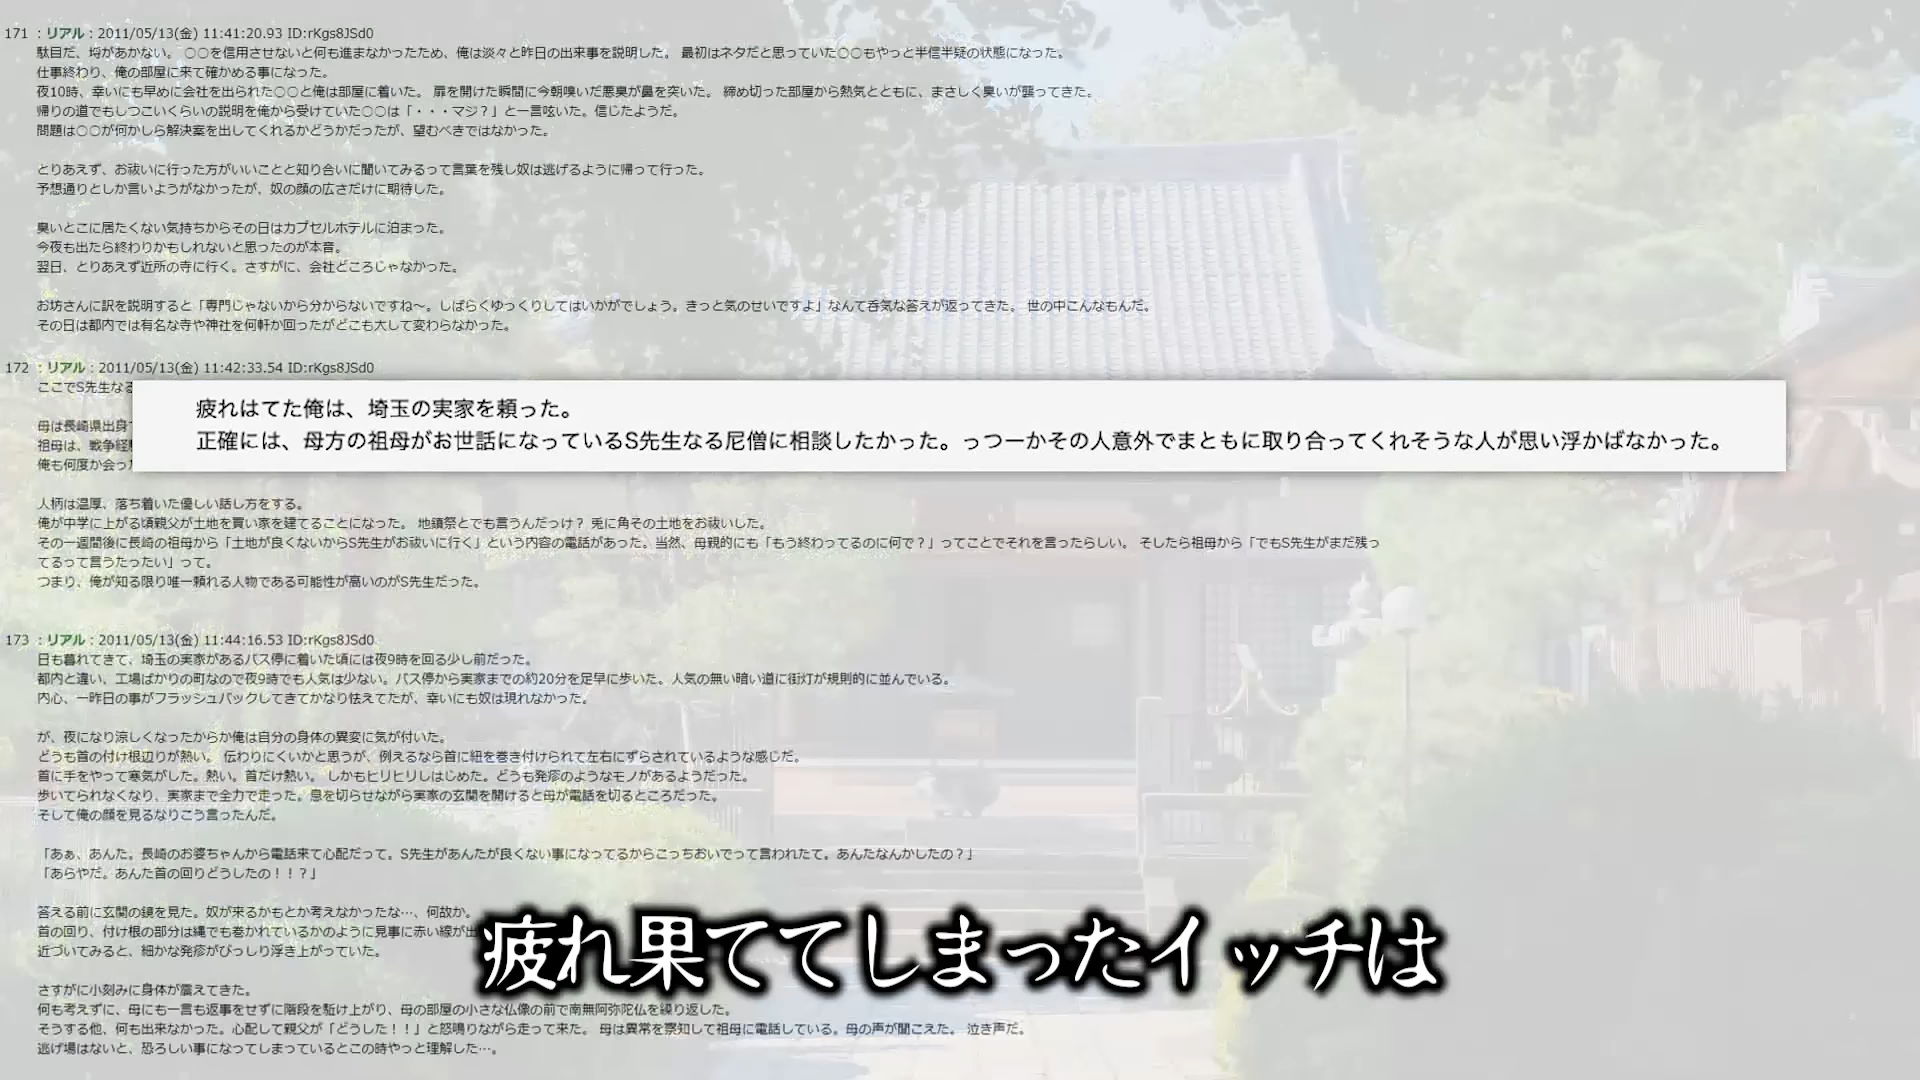 171 ：リアル：2011/05/13(金) 11:41:20.93 ID:rKgs8JSd0
駄目だ、埒があかない。 ○○を信用させないと何も進まなかったため、俺は淡々と昨日の出来事を説明した。 最初はネタだと思っていた○○もやっと半信半疑の状態になった。
仕事終わり、俺の部屋に来て確かめる事になった。
夜10時、幸いにも早めに会社を出られた○○と俺は部屋に着いた。 扉を開けた瞬間に今朝嗅いだ悪臭が鼻を突いた。 締め切った部屋から熱気とともに、まさしく臭いが襲ってきた。
帰りの道でもしつこいくらいの説明を俺から受けていた○○は「・・・マジ？」と一言呟いた。信じたようだ。
問題は○○が何かしら解決案を出してくれるかどうかだったが、望むべきではなかった。
とりあえず、お祓いに行った方がいいことと知り合いに聞いてみるって言葉を残し奴は逃げるように帰って行った。
予想通りとしか言いようがなかったが、奴の顔の広さだけに期待した。
臭いとこに居たくない気持ちからその日はカプセルホテルに泊まった。
今夜も出たら終わりかもしれないと思ったのが本音。
翌日、とりあえず近所の寺に行く。さすがに、会社どころじゃなかった。
お坊さんに訳を説明すると「専門じゃないから分からないですね〜。しばらくゆっくりしてはいかがでしょう。きっと気のせいですよ」なんて呑気な答えが返ってきた。 世の中こんなもんだ。
その日は都内では有名な寺や神社を何軒か回ったがどこも大して変わらなかった。
172 ：リアル：2011/05/13(金) 11:42:33.54 ID:rKgs8JSd0
ここでS先生なる
疲れはてた俺は、埼玉の実家を頼った。
母は長崎県出身で
正確には、母方の祖母がお世話になっているS先生なる尼僧に相談したかった。っつーかその人意外でまともに取り合ってくれそうな人が思い浮かばなかった。
祖母は、戦争経験
俺も何度か会った
人柄は温厚、落ち着いた優しい話し方をする。
俺が中学に上がる頃親父が土地を買い家を建てることになった。 地鎮祭とでも言うんだっけ？ 兎に角その土地をお祓いした。
その一週間後に長崎の祖母から「土地が良くないからS先生がお祓いに行く」という内容の電話があった。当然、母親的にも「もう終わってるのに何で？」ってことでそれを言ったらしい。 そしたら祖母から「でもS先生がまだ残っ
てるって言うたったい」って。
つまり、俺が知る限り唯一頼れる人物である可能性が高いのがS先生だった。
173 ：リアル：2011/05/13(金) 11:44:16.53 ID:rKgs8JSd0
日も暮れてきて、埼玉の実家があるバス停に着いた頃には夜9時を回る少し前だった。
都内と違い、工場ばかりの町なので夜9時でも人気は少ない。バス停から実家までの約20分を足早に歩いた。人気の無い暗い道に街灯が規則的に並んでいる。
内心、一昨日の事がフラッシュバックしてきてかなり怯えてたが、幸いにも奴は現れなかった。
が、夜になり涼しくなったからか俺は自分の身体の異変に気が付いた。
どうも首の付け根辺りが熱い。 伝わりにくいかと思うが、例えるなら首に紐を巻き付けられて左右にずらされているような感じだ。
首に手をやって寒気がした。熱い。首だけ熱い。 しかもヒリヒリしはじめた。どうも発疹のようなモノがあるようだった。
歩いてられなくなり、実家まで全力で走った。息を切らせながら実家の玄関を開けると母が電話を切るところだった。
そして俺の顔を見るなりこう言ったんだ。
「あぁ、あんた。長崎のお婆ちゃんから電話来て心配だって。S先生があんたが良くない事になってるからこっちおいでって言われたて。あんたなんかしたの？」
「あらやだ。あんた首の回りどうしたの！！？」
答える前に玄関の鏡を見た。奴が来るかもとか考えなかったな…、何故か。
首の回り、付け根の部分は縄でも巻かれているかのように見事に赤い線が出
近づいてみると、細かな発疹がびっしり浮き上がっていた。
疲れ果ててしまったイッチは
さすがに小刻みに身体が震えてきた。
何も考えずに、母にも一言も返事をせずに階段を駆け上がり、母の部屋の小さな仏像の前で南無阿弥陀仏を繰り返した。
そうする他、何も出来なかった。心配して親父が「どうした！！」と怒鳴りながら走って来た。 母は異常を察知して祖母に電話している。母の声が聞こえた。 泣き声だ。
逃げ場はないと、恐ろしい事になってしまっているとこの時やっと理解した…。